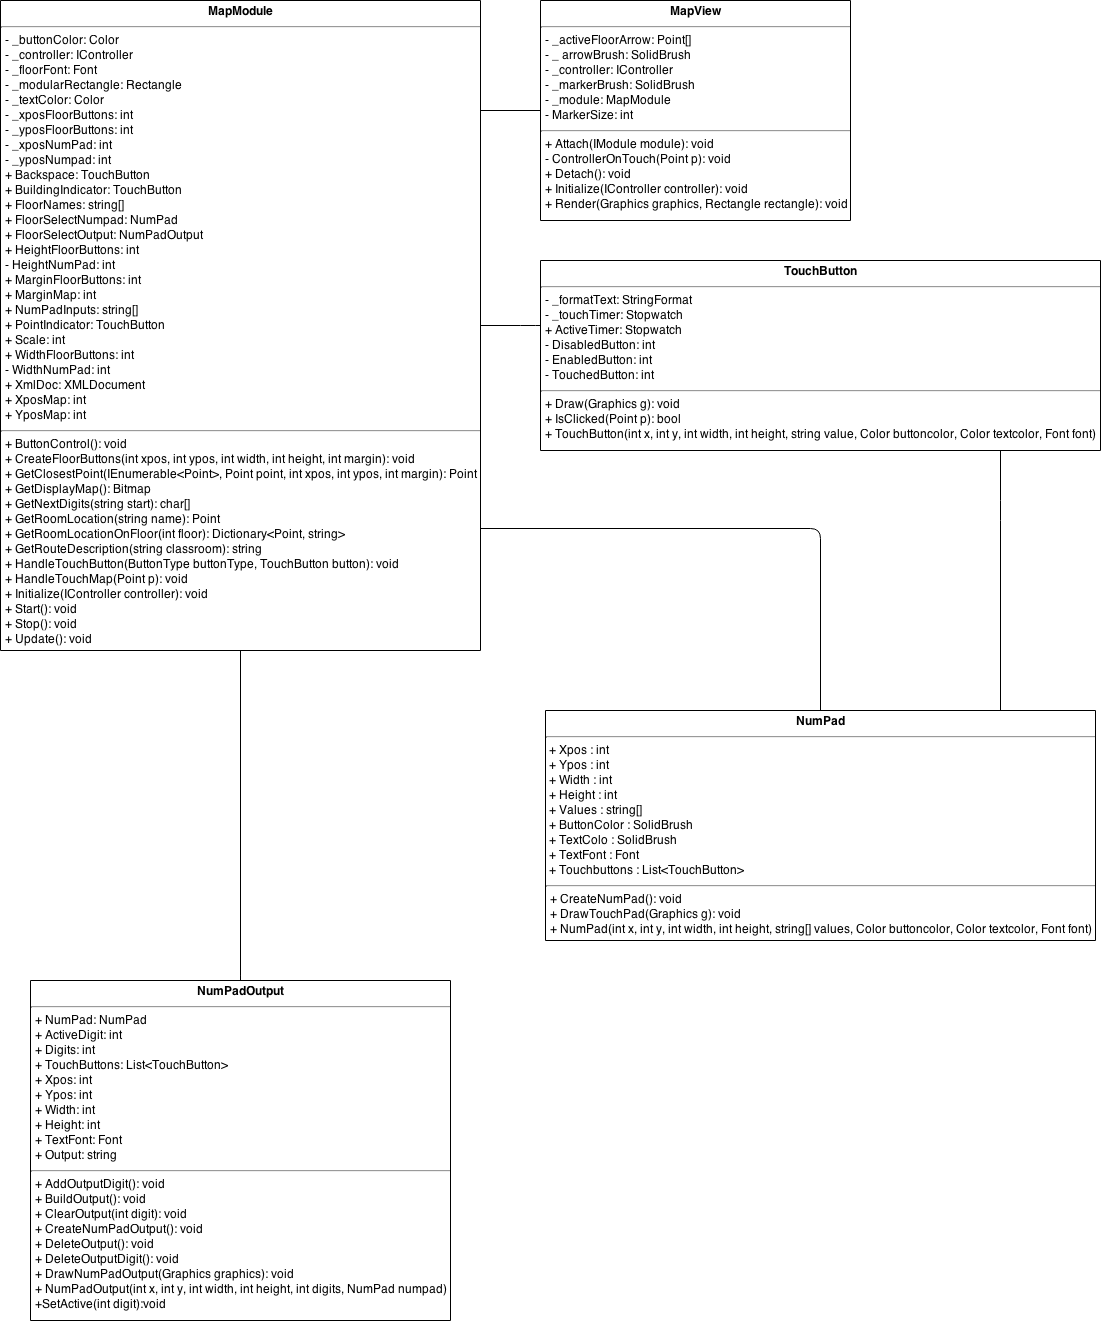 MapModule
- _buttonColor: Color
- _controller: IController
- _floorFont: Font
- _modularRectangle: Rectangle
- _textColor: Color
- _xposFloorButtons: int
- _yposFloorButtons: int
- _xposNumPad: int
- _yposNumpad: int
+ Backspace: TouchButton
+ BuildingIndicator: TouchButton
+ FloorNames: string[]
+ FloorSelectNumpad: NumPad
+ FloorSelectOutput: NumPadOutput
+ HeightFloorButtons: int
- HeightNumPad: int
+ MarginFloorButtons: int
+ MarginMap: int
+ NumPadInputs: string[]
+ PointIndicator: TouchButton
+ Scale: int
+ WidthFloorButtons: int
- WidthNumPad: int
+ XmlDoc: XMLDocument
+ XposMap: int
+ YposMap: int
+ ButtonControl(): void
+ CreateFloorButtons(int xpos, int ypos, int width, int height, int margin): void
+ GetClosestPoint(IEnumerable<Point>, Point point, int xpos, int ypos, int margin): Point
+ GetDisplayMap(): Bitmap
+ GetNextDigits(string start): char[]
+ GetRoomLocation(string name): Point
+ GetRoomLocationOnFloor(int floor): Dictionary<Point, string>
+ GetRouteDescription(string classroom): string
+ HandleTouchButton(ButtonType buttonType, TouchButton button): void
+ HandleTouchMap(Point p): void
+ Initialize(IController controller): void
+ Start(): void
+ Stop(): void
+ Update(): void
MapView
- _activeFloorArrow: Point[]
- _ arrowBrush: SolidBrush
- _controller: IController
- _markerBrush: SolidBrush
- _module: MapModule
- MarkerSize: int
+ Attach(IModule module): void
- ControllerOnTouch(Point p): void
+ Detach(): void
+ Initialize(IController controller): void
+ Render(Graphics graphics, Rectangle rectangle): void
TouchButton
- _formatText: StringFormat
- _touchTimer: Stopwatch
+ ActiveTimer: Stopwatch
- DisabledButton: int
- EnabledButton: int
- TouchedButton: int
+ Draw(Graphics g): void
+ IsClicked(Point p): bool
+ TouchButton(int x, int y, int width, int height, string value, Color buttoncolor, Color textcolor, Font font)
NumPad
+ Xpos : int
+ Ypos : int
+ Width : int
+ Height : int
+ Values : string[]
+ ButtonColor : SolidBrush
+ TextColo : SolidBrush
+ TextFont : Font
+ Touchbuttons : List<TouchButton>
+ CreateNumPad(): void
+ DrawTouchPad(Graphics g): void
+ NumPad(int x, int y, int width, int height, string[] values, Color buttoncolor, Color textcolor, Font font)
NumPadOutput
+ NumPad: NumPad
+ ActiveDigit: int
+ Digits: int
+ TouchButtons: List<TouchButton>
+ Xpos: int
+ Ypos: int
+ Width: int
+ Height: int
+ TextFont: Font
+ Output: string
+ AddOutputDigit(): void
+ BuildOutput(): void
+ ClearOutput(int digit): void
+ CreateNumPadOutput(): void
+ DeleteOutput(): void
+ DeleteOutputDigit(): void
+ DrawNumPadOutput(Graphics graphics): void
+ NumPadOutput(int x, int y, int width, int height, int digits, NumPad numpad)
+SetActive(int digit):void